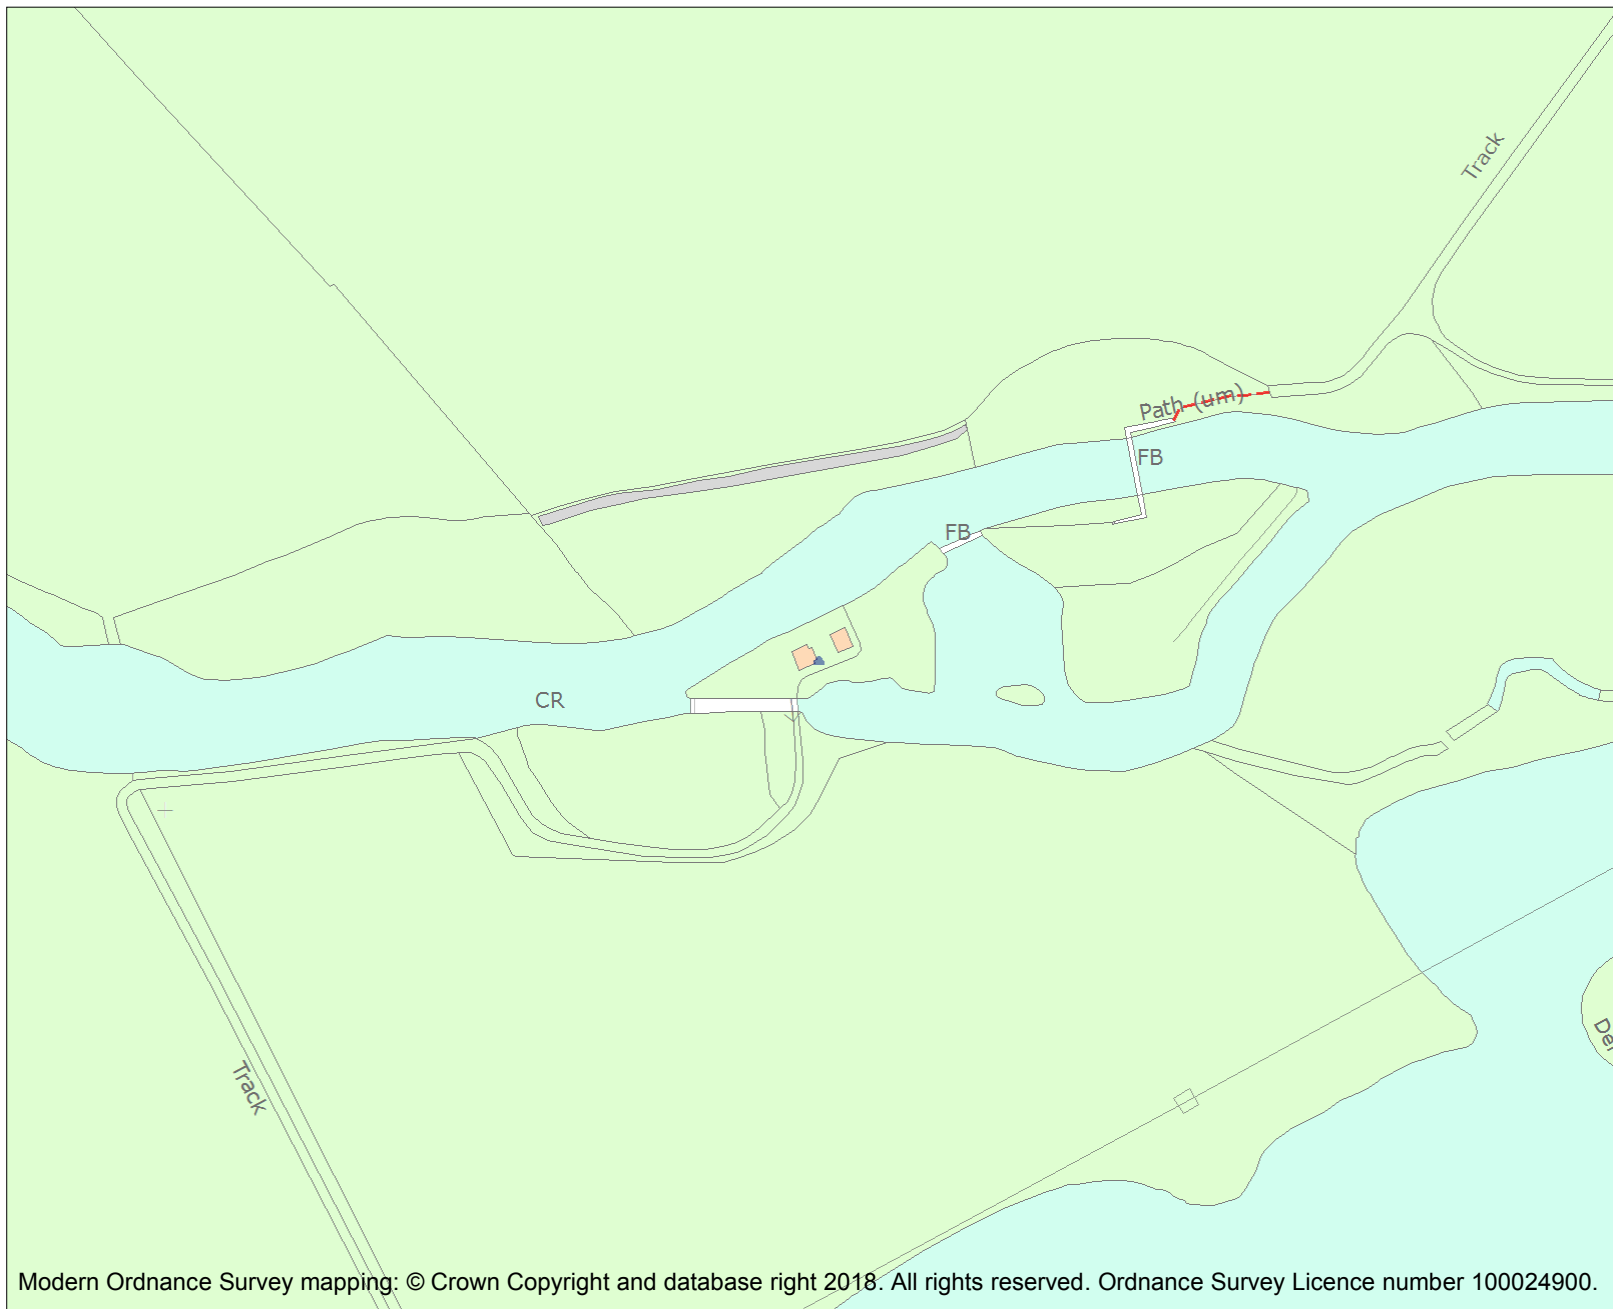 Track
Path (um)
FB
FB
CR
De
Track
Modern Ordnance Survey mapping: © Crown Copyright and database right 2018. All rights reserved. Ordnance Survey Licence number 100024900.